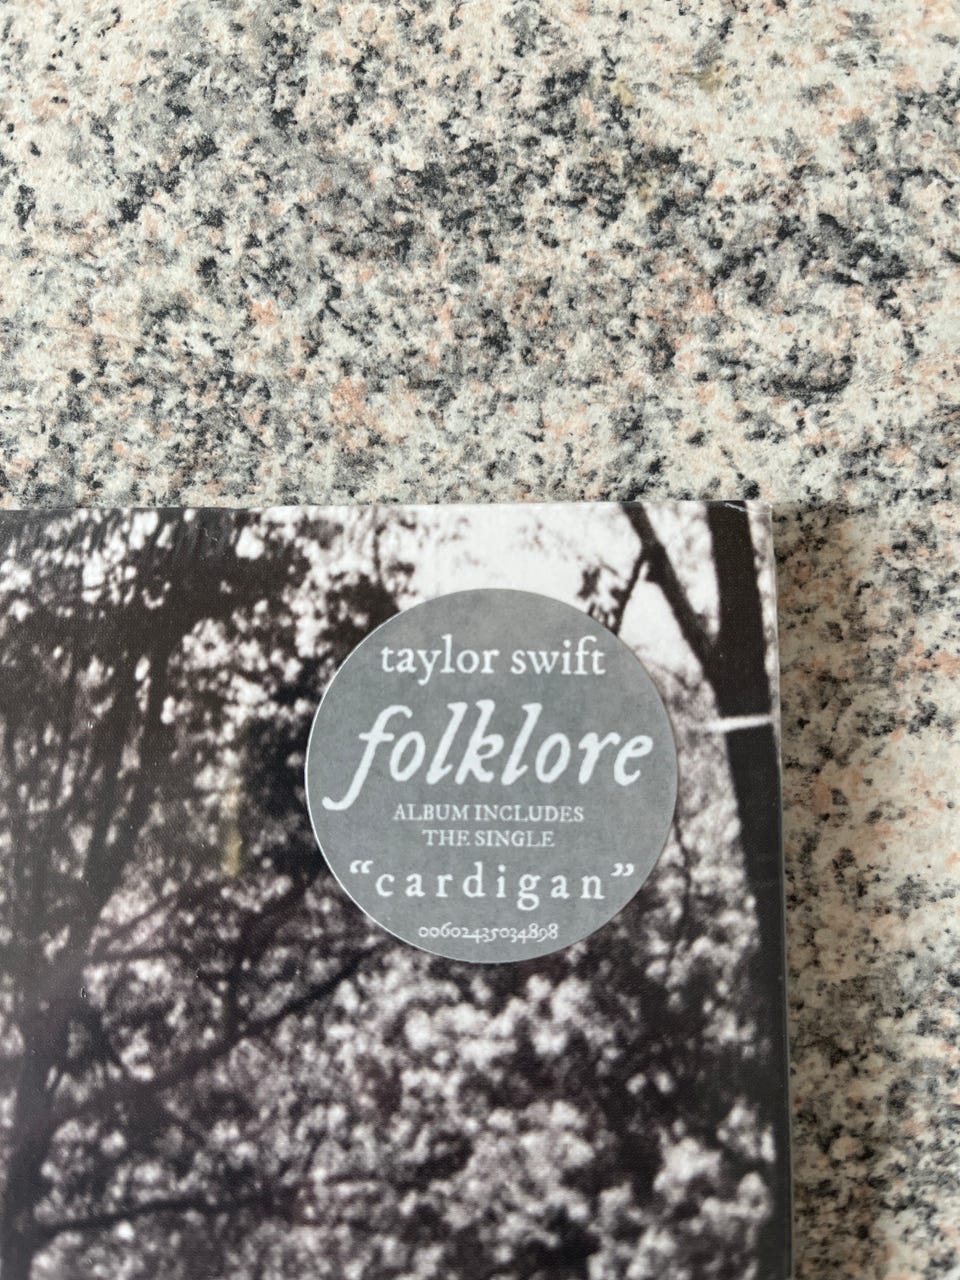 taylor swift
folklore
ALBUM INCLUDES
THE SINGLE
“cardigan”
00602435034898